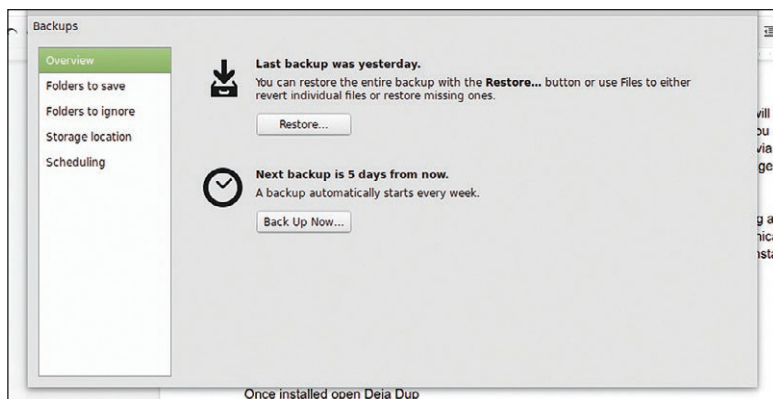 Backups
Overview
Folders to save
Folders to ignore
Storage location
Scheduling
Last backup was yesterday.
You can restore the entire backup with the Restore... button or use Files to either
revert individual files or restore missing ones.
Restore...
Next backup is 5 days from now.
A backup automatically starts every week.
Back Up Now...
Once installed open Deja Dup